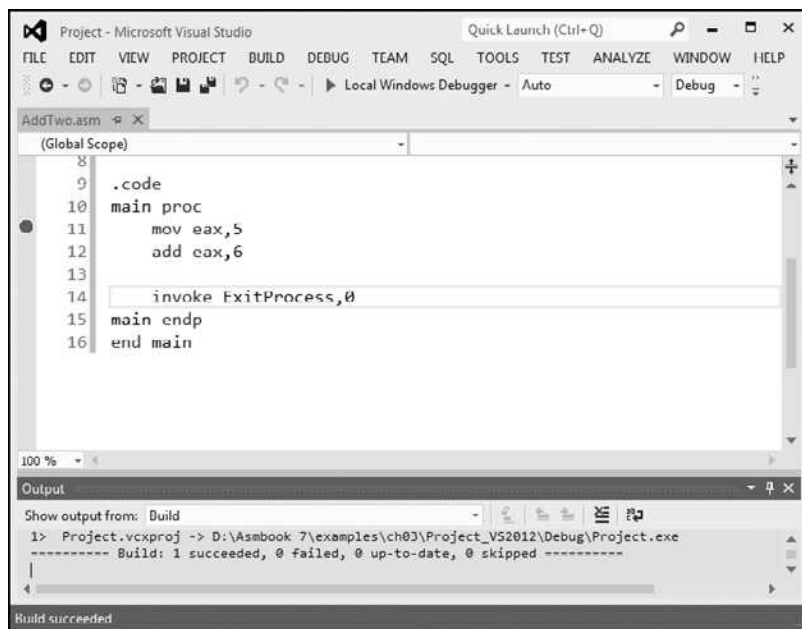 Project - Microsoft Visual Studio
Quick Launch (Ctrl+Q)
FILE EDIT VIEW PROJECT BUILD DEBUG TEAM SQL TOOLS TEST ANALYZE WINDOW HELP
Local Windows Debugger - Auto
Debug
AddTwo.asm
(Global Scope)
8
9 .code
10 main proc
11 mov eax,5
12 add eax,6
13
14 invoke ExitProcess,0
15 main endp
16 end main
100 %
Output
Show output from: Build
1> Project.vcxproj -> D:\Asmbook 7\examples\ch03\Project_VS2012\Debug\Project.exe
---------- Build: 1 succeeded, 0 failed, 0 up-to-date, 0 skipped ----------
Build succeeded